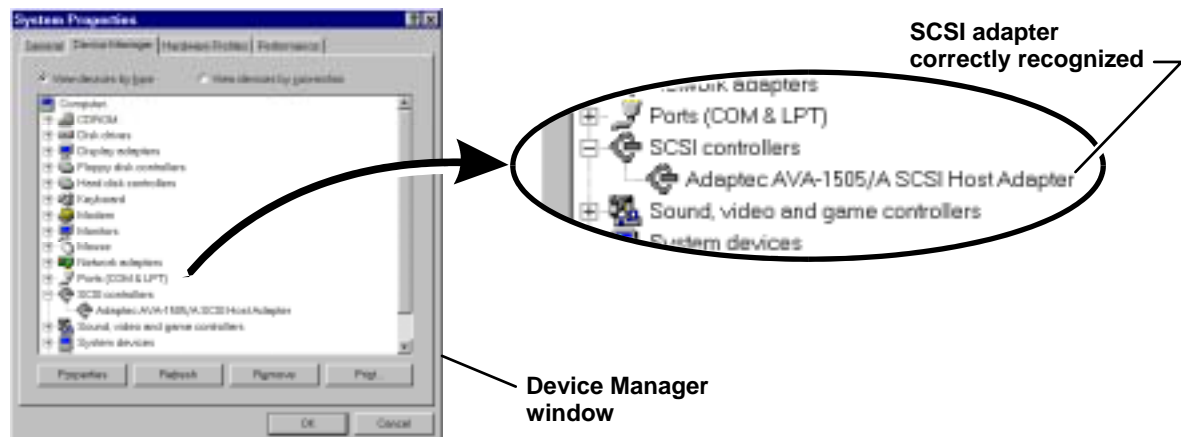 System Properties
General Device Manager Hardware Profiles Performance
View devices by type View devices by connection
Computer
CDROM
Disk drives
Display adapters
Floppy disk controllers
Hard disk controllers
Keyboard
Modem
Monitors
Mouse
Network adapters
Ports (COM & LPT)
SCSI controllers
Adaptec AVA-1505/A SCSI Host Adapter
Sound, video and game controllers
System devices
Properties Refresh Remove Print...
OK Cancel
Device Manager
window
SCSI adapter
correctly recognized
Network adapters
Ports (COM & LPT)
SCSI controllers
Adaptec AVA-1505/A SCSI Host Adapter
Sound, video and game controllers
System devices